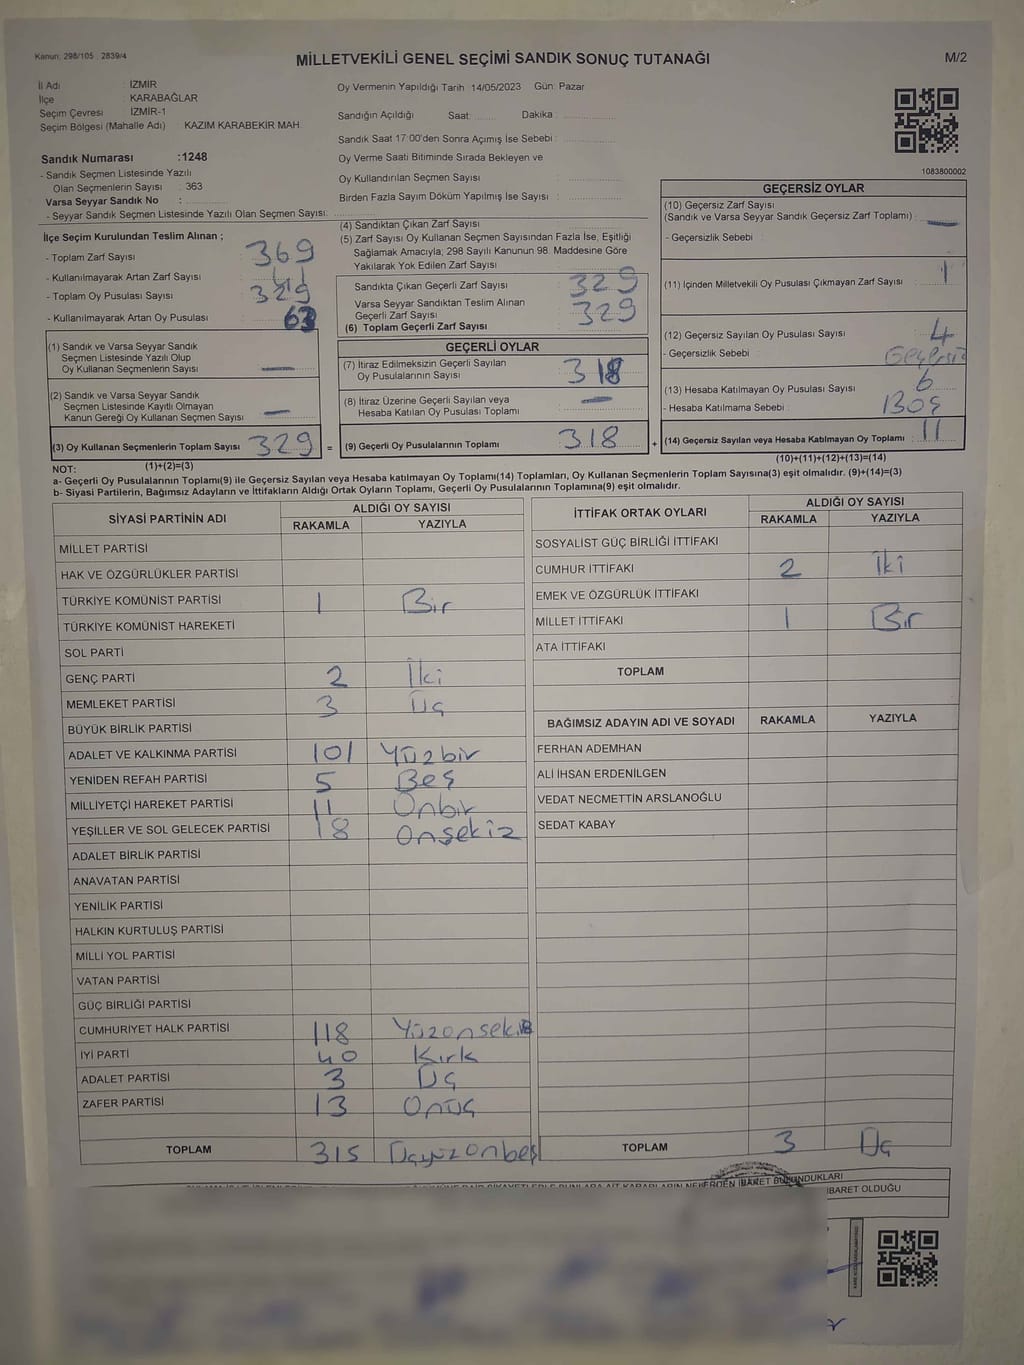 Kanun: 298/105 , 2839/4
MİLLETVEKİLİ GENEL SEÇİMİ SANDIK SONUÇ TUTANAĞI
M/2
İl Adı : İZMİR
İlçe : KARABAĞLAR
Seçim Çevresi : İZMİR-1
Seçim Bölgesi (Mahalle Adı) : KAZIM KARABEKİR MAH.
Oy Vermenin Yapıldığı Tarih 14/05/2023 Gün: Pazar
Sandığın Açıldığı Saat: Dakika :
Sandık Saat 17:00'den Sonra Açımış İse Sebebi :
Oy Verme Saati Bitiminde Sırada Bekleyen ve
Oy Kullandırılan Seçmen Sayısı :
Birden Fazla Sayım Döküm Yapılmış İse Sayısı :
1083800002
Sandık Numarası :1248
- Sandık Seçmen Listesinde Yazılı
Olan Seçmenlerin Sayısı : 363
Varsa Seyyar Sandık No :
- Seyyar Sandık Seçmen Listesinde Yazılı Olan Seçmen Sayısı:
İlçe Seçim Kurulundan Teslim Alınan ;
- Toplam Zarf Sayısı : 369
- Kullanılmayarak Artan Zarf Sayısı :
- Toplam Oy Pusulası Sayısı :
- Kullanılmayarak Artan Oy Pusulası : 63
(1) Sandık ve Varsa Seyyar Sandık
Seçmen Listesinde Yazılı Olup
Oy Kullanan Seçmenlerin Sayısı : —
(2) Sandık ve Varsa Seyyar Sandık
Seçmen Listesinde Kayıtlı Olmayan
Kanun Gereği Oy Kullanan Seçmen Sayısı : —
(3) Oy Kullanan Seçmenlerin Toplam Sayısı : 329 =
(1)+(2)=(3)
(4) Sandıktan Çıkan Zarf Sayısı :
(5) Zarf Sayısı Oy Kullanan Seçmen Sayısından Fazla İse, Eşitliği
Sağlamak Amacıyla; 298 Sayılı Kanunun 98. Maddesine Göre
Yakılarak Yok Edilen Zarf Sayısı :
Sandıkta Çıkan Geçerli Zarf Sayısı : 329
Varsa Seyyar Sandıktan Teslim Alınan
Geçerli Zarf Sayısı : 329
(6) Toplam Geçerli Zarf Sayısı :
GEÇERLİ OYLAR
(7) İtiraz Edilmeksizin Geçerli Sayılan
Oy Pusulalarının Sayısı : 318
(8) İtiraz Üzerine Geçerli Sayılan veya
Hesaba Katılan Oy Pusulası Toplamı : —
(9) Geçerli Oy Pusulalarının Toplamı : 318 +
GEÇERSİZ OYLAR
(10) Geçersiz Zarf Sayısı
(Sandık ve Varsa Seyyar Sandık Geçersiz Zarf Toplamı) : —
- Geçersizlik Sebebi :
(11) İçinden Milletvekili Oy Pusulası Çıkmayan Zarf Sayısı : 1
(12) Geçersiz Sayılan Oy Pusulası Sayısı : 4
- Geçersizlik Sebebi : Geçersiz
(13) Hesaba Katılmayan Oy Pusulası Sayısı : 6
- Hesaba Katılmama Sebebi : Boş
(14) Geçersiz Sayılan veya Hesaba Katılmayan Oy Toplamı : 11
(10)+(11)+(12)+(13)=(14)
NOT:
a- Geçerli Oy Pusulalarının Toplamı(9) ile Geçersiz Sayılan veya Hesaba katılmayan Oy Toplamı(14) Toplamları, Oy Kullanan Seçmenlerin Toplam Sayısına(3) eşit olmalıdır. (9)+(14)=(3)
b- Siyasi Partilerin, Bağımsız Adayların ve İttifakların Aldığı Ortak Oyların Toplamı, Geçerli Oy Pusulalarının Toplamına(9) eşit olmalıdır.
SİYASİ PARTİNİN ADI ALDIĞI OY SAYISI
RAKAMLA YAZIYLA
MİLLET PARTİSİ
HAK VE ÖZGÜRLÜKLER PARTİSİ
TÜRKİYE KOMÜNİST PARTİSİ 1 Bir
TÜRKİYE KOMÜNİST HAREKETİ
SOL PARTİ
GENÇ PARTİ 2 İki
MEMLEKET PARTİSİ 3 Üç
BÜYÜK BİRLİK PARTİSİ
ADALET VE KALKINMA PARTİSİ 101 Yüzbir
YENİDEN REFAH PARTİSİ 5 Beş
MİLLİYETÇİ HAREKET PARTİSİ 11 Onbir
YEŞİLLER VE SOL GELECEK PARTİSİ 18 Onsekiz
ADALET BİRLİK PARTİSİ
ANAVATAN PARTİSİ
YENİLİK PARTİSİ
HALKIN KURTULUŞ PARTİSİ
MİLLİ YOL PARTİSİ
VATAN PARTİSİ
GÜÇ BİRLİĞİ PARTİSİ
CUMHURİYET HALK PARTİSİ 118 Yüzonsekiz
İYİ PARTİ 40 Kırk
ADALET PARTİSİ 3 Üç
ZAFER PARTİSİ 13 Onüç
TOPLAM 315 Üçyüzonbeş
İTTİFAK ORTAK OYLARI ALDIĞI OY SAYISI
RAKAMLA YAZIYLA
SOSYALİST GÜÇ BİRLİĞİ İTTİFAKI
CUMHUR İTTİFAKI 2 İki
EMEK VE ÖZGÜRLÜK İTTİFAKI
MİLLET İTTİFAKI 1 Bir
ATA İTTİFAKI
TOPLAM
BAĞIMSIZ ADAYIN ADI VE SOYADI RAKAMLA YAZIYLA
FERHAN ADEMHAN
ALİ İHSAN ERDENİLGEN
VEDAT NECMETTİN ARSLANOĞLU
SEDAT KABAY
TOPLAM 3 Üç
İBARET BULUNDUKLARI
İBARET OLDUĞU